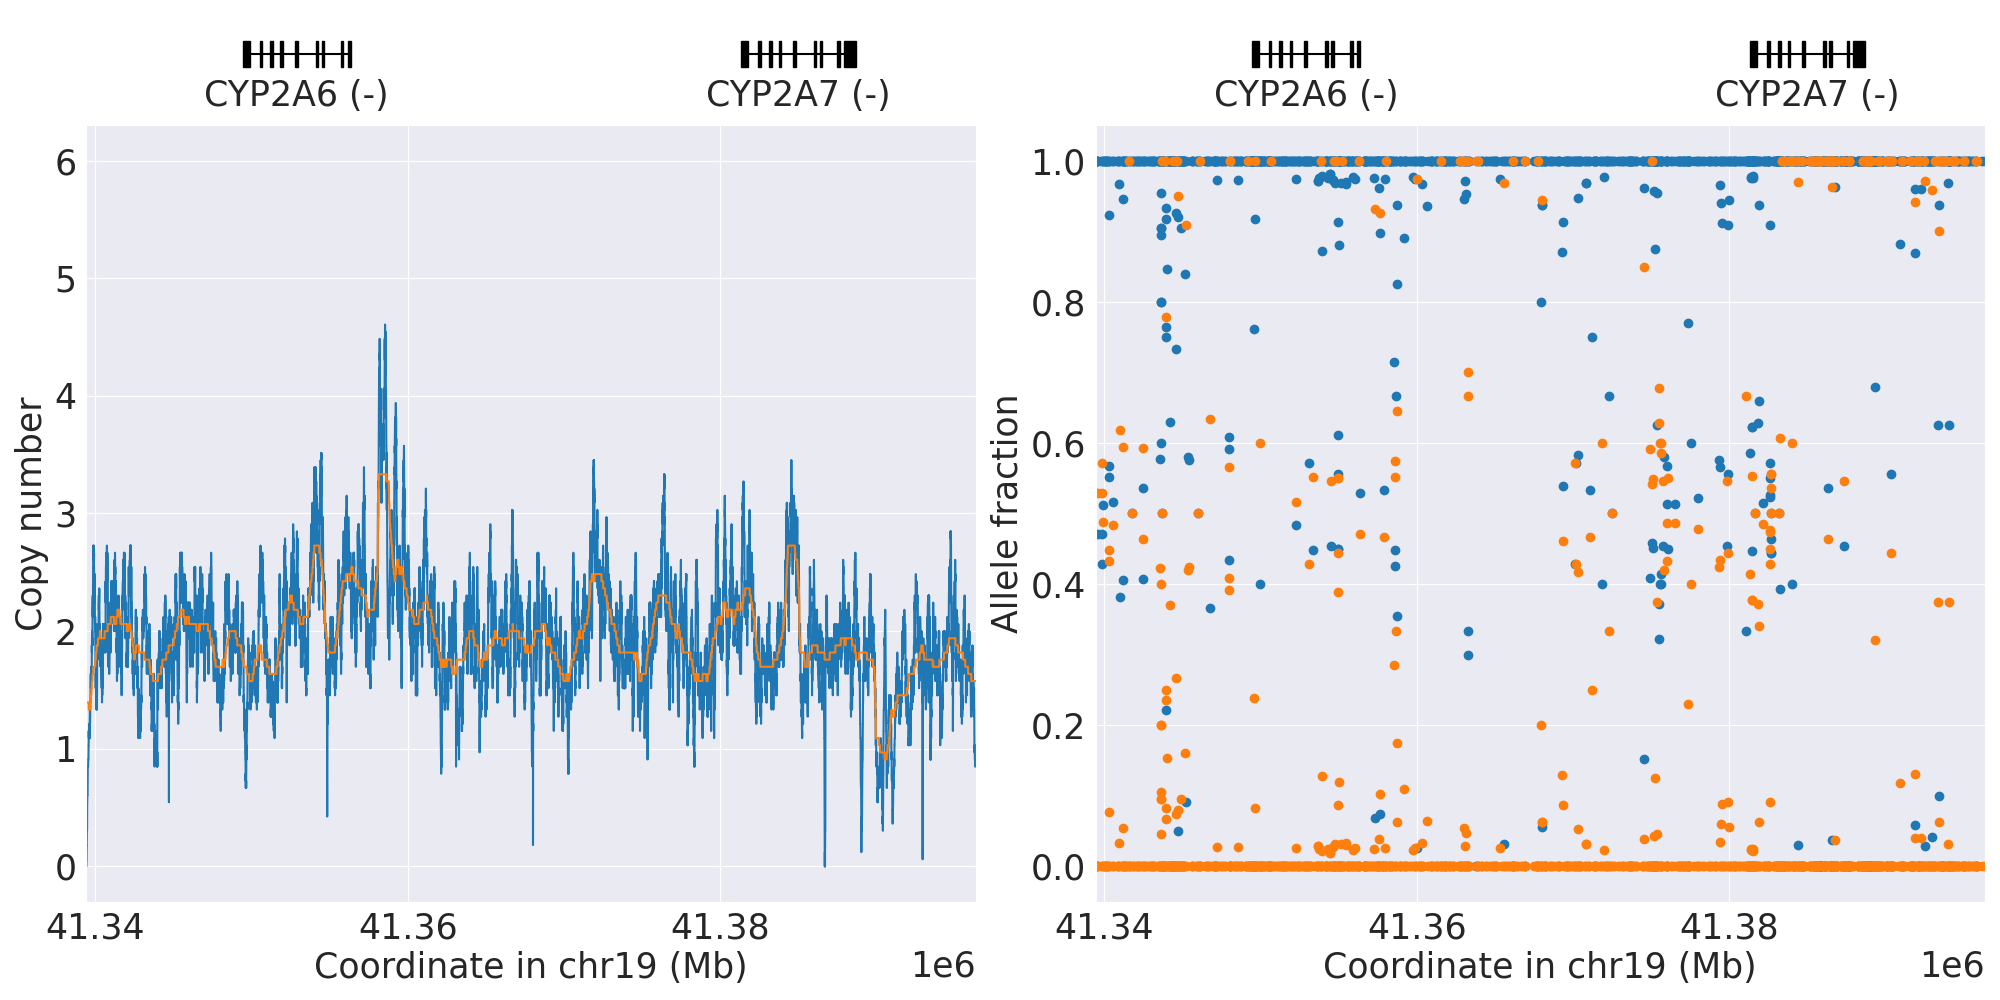 CYP2A6 (-)
CYP2A7 (-)
Copy number
6
5
4
3
2
1
0
41.34
41.36
41.38
Coordinate in chr19 (Mb)
1e6
CYP2A6 (-)
CYP2A7 (-)
Allele fraction
1.0
0.8
0.6
0.4
0.2
0.0
41.34
41.36
41.38
Coordinate in chr19 (Mb)
1e6